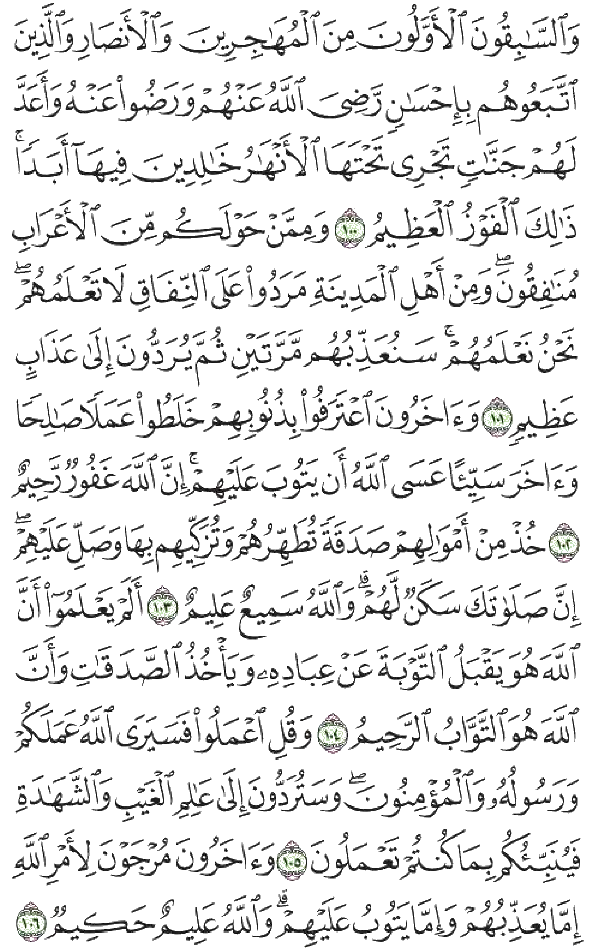 وَٱلسَّٰبِقُونَ ٱلْأَوَّلُونَ مِنَ ٱلْمُهَٰجِرِينَ وَٱلْأَنصَارِ وَٱلَّذِينَ
ٱتَّبَعُوهُم بِإِحْسَٰنٍ رَّضِىَ ٱللَّهُ عَنْهُمْ وَرَضُوا۟ عَنْهُ وَأَعَدَّ
لَهُمْ جَنَّٰتٍ تَجْرِى تَحْتَهَا ٱلْأَنْهَٰرُ خَٰلِدِينَ فِيهَآ أَبَدًا ۚ
ذَٰلِكَ ٱلْفَوْزُ ٱلْعَظِيمُ ١٠٠ وَمِمَّنْ حَوْلَكُم مِّنَ ٱلْأَعْرَابِ
مُنَٰفِقُونَ ۖ وَمِنْ أَهْلِ ٱلْمَدِينَةِ مَرَدُوا۟ عَلَى ٱلنِّفَاقِ لَا تَعْلَمُهُمْ ۖ
نَحْنُ نَعْلَمُهُمْ ۚ سَنُعَذِّبُهُم مَّرَّتَيْنِ ثُمَّ يُرَدُّونَ إِلَىٰ عَذَابٍ
عَظِيمٍ ١٠١ وَءَاخَرُونَ ٱعْتَرَفُوا۟ بِذُنُوبِهِمْ خَلَطُوا۟ عَمَلًا صَٰلِحًا
وَءَاخَرَ سَيِّئًا عَسَى ٱللَّهُ أَن يَتُوبَ عَلَيْهِمْ ۚ إِنَّ ٱللَّهَ غَفُورٌ رَّحِيمٌ
١٠٢ خُذْ مِنْ أَمْوَٰلِهِمْ صَدَقَةً تُطَهِّرُهُمْ وَتُزَكِّيهِم بِهَا وَصَلِّ عَلَيْهِمْ ۖ
إِنَّ صَلَوٰتَكَ سَكَنٌ لَّهُمْ ۗ وَٱللَّهُ سَمِيعٌ عَلِيمٌ ١٠٣ أَلَمْ يَعْلَمُوٓا۟ أَنَّ
ٱللَّهَ هُوَ يَقْبَلُ ٱلتَّوْبَةَ عَنْ عِبَادِهِۦ وَيَأْخُذُ ٱلصَّدَقَٰتِ وَأَنَّ
ٱللَّهَ هُوَ ٱلتَّوَّابُ ٱلرَّحِيمُ ١٠٤ وَقُلِ ٱعْمَلُوا۟ فَسَيَرَى ٱللَّهُ عَمَلَكُمْ
وَرَسُولُهُۥ وَٱلْمُؤْمِنُونَ ۖ وَسَتُرَدُّونَ إِلَىٰ عَٰلِمِ ٱلْغَيْبِ وَٱلشَّهَٰدَةِ
فَيُنَبِّئُكُم بِمَا كُنتُمْ تَعْمَلُونَ ١٠٥ وَءَاخَرُونَ مُرْجَوْنَ لِأَمْرِ ٱللَّهِ
إِمَّا يُعَذِّبُهُمْ وَإِمَّا يَتُوبُ عَلَيْهِمْ ۗ وَٱللَّهُ عَلِيمٌ حَكِيمٌ ١٠٦